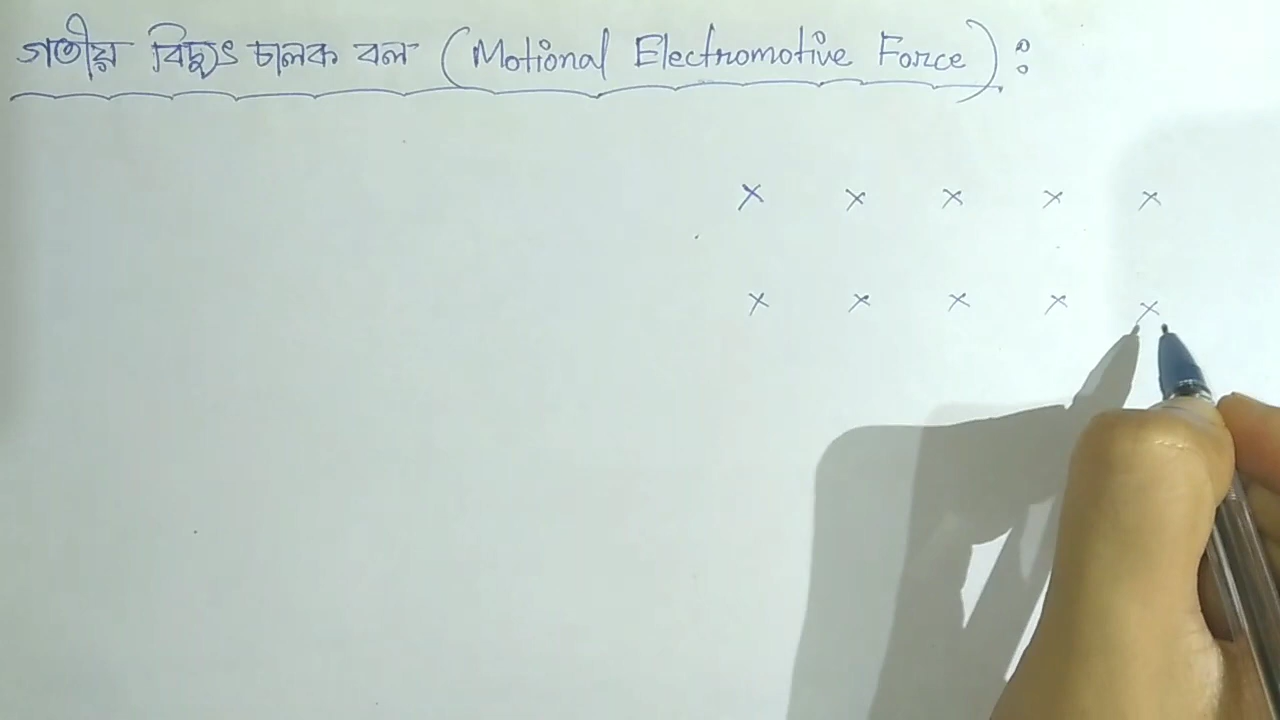 গতীয় বিদ্যুৎ চালক বল (Motional Electromotive Force) :
× × × × ×
× × × × ×